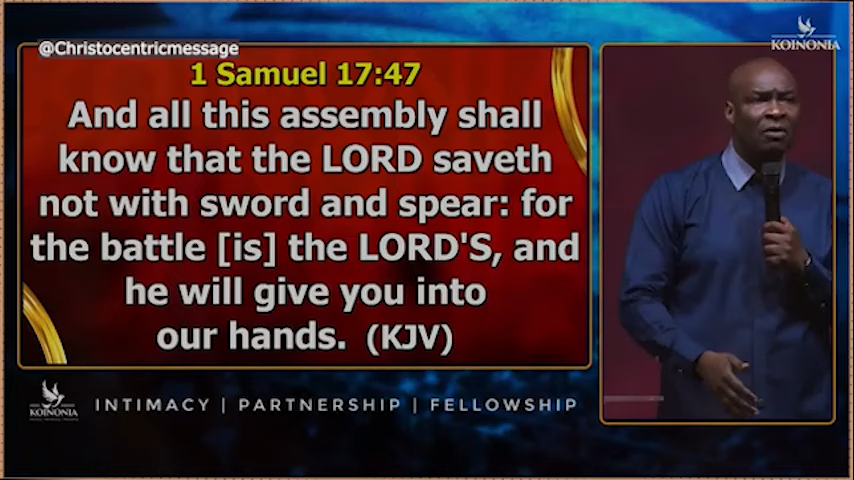 @Christocentricmessage
KOINONIA
1 Samuel 17:47
And all this assembly shall
know that the LORD saveth
not with sword and spear: for
the battle [is] the LORD'S, and
he will give you into
our hands. (KJV)
KOINONIA
INTIMACY | PARTNERSHIP | FELLOWSHIP